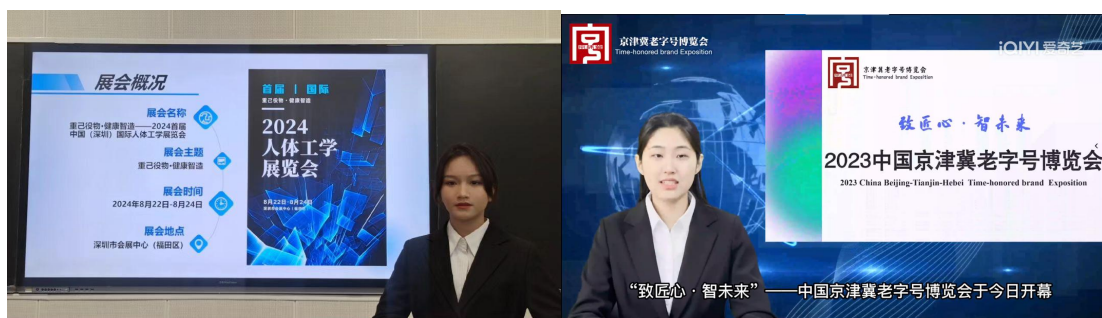 展会概况
展会名称
重己役物•健康智造——2024首届
中国（深圳）国际人体工学展览会
展会主题
重己役物•健康智造
展会时间
2024年8月22日-8月24日
展会地点
深圳市会展中心（福田区）
首届 | 国际
重己役物 · 健康智造
2024
人体工学
展览会
8月22日-8月24日
京津冀老字号博览会
Time-honored brand Exposition
iQIYI 爱奇艺
京津冀老字号博览会
Time-honored brand Exposition
致匠心 · 智未来
2023中国京津冀老字号博览会
2023 China Beijing-Tianjin-Hebei Time-honored brand Exposition
“致匠心 · 智未来”——中国京津冀老字号博览会于今日开幕